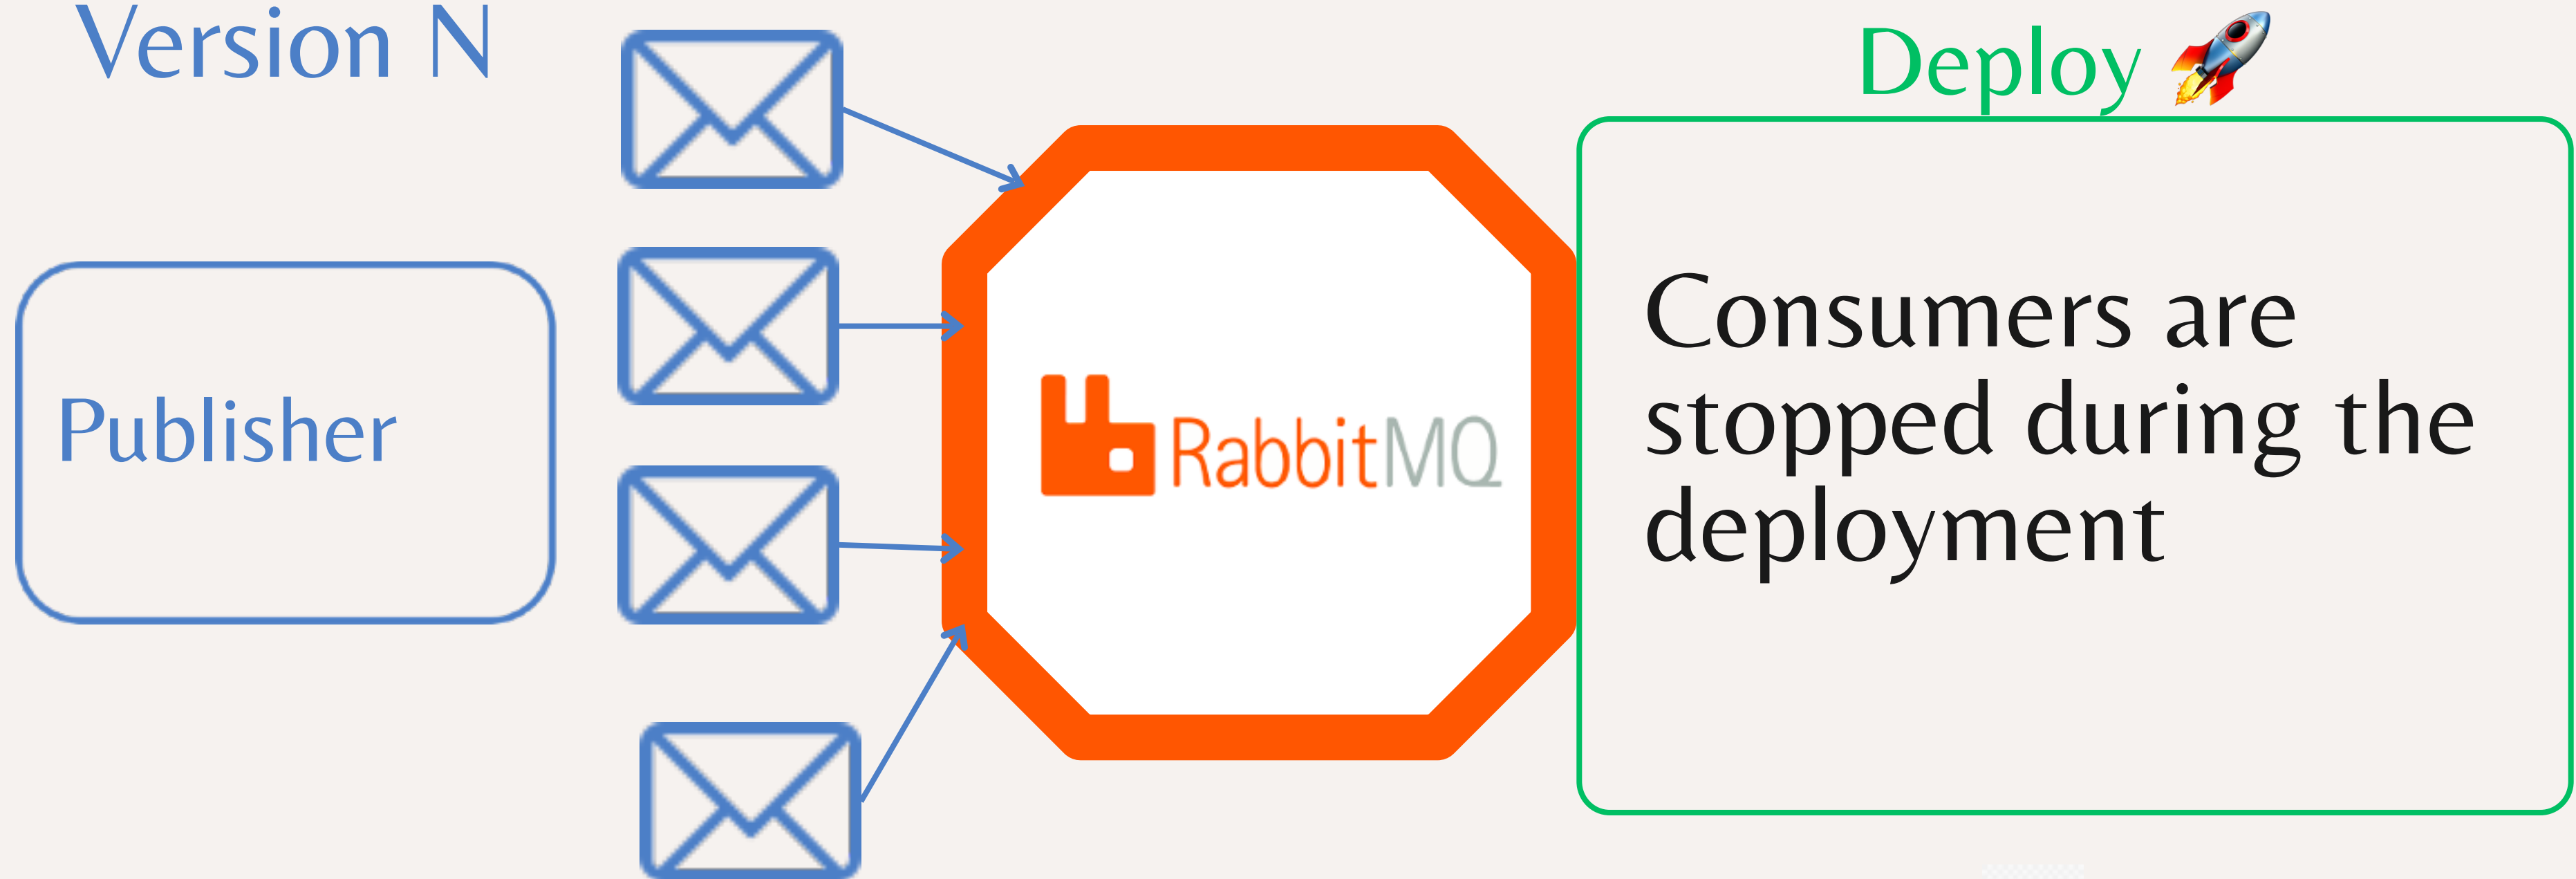 Version N
Deploy 🚀
Publisher
RabbitMQ
Consumers are
stopped during the
deployment